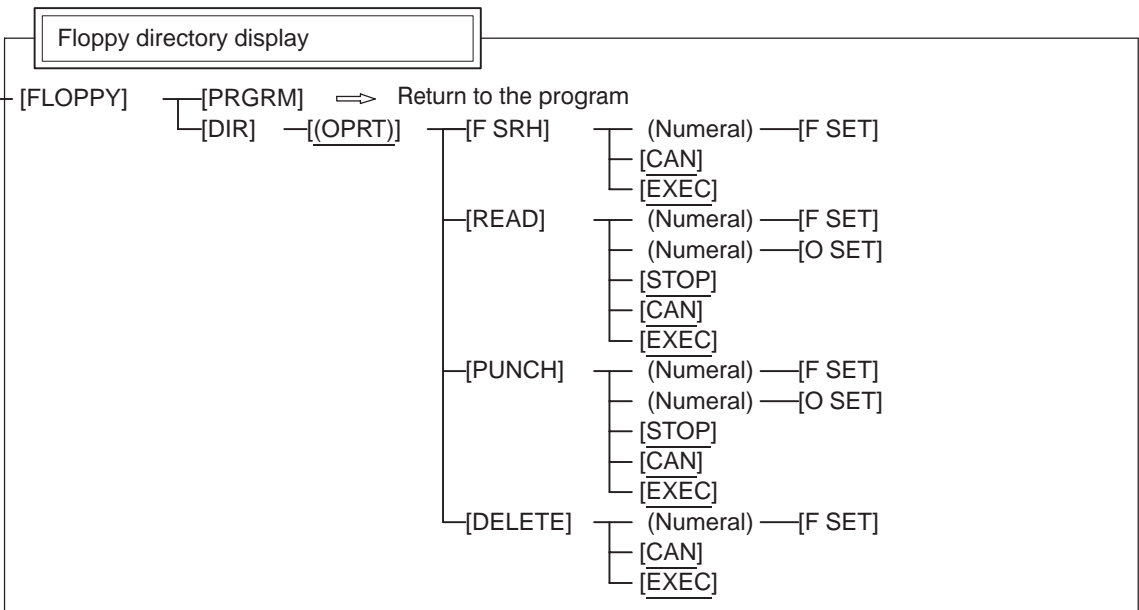 Floppy directory display
[FLOPPY] [PRGRM] Return to the program
[DIR] [(OPRT)] [F SRH] (Numeral) [F SET]
[CAN]
[EXEC]
[READ] (Numeral) [F SET]
(Numeral) [O SET]
[STOP]
[CAN]
[EXEC]
[PUNCH] (Numeral) [F SET]
(Numeral) [O SET]
[STOP]
[CAN]
[EXEC]
[DELETE] (Numeral) [F SET]
[CAN]
[EXEC]